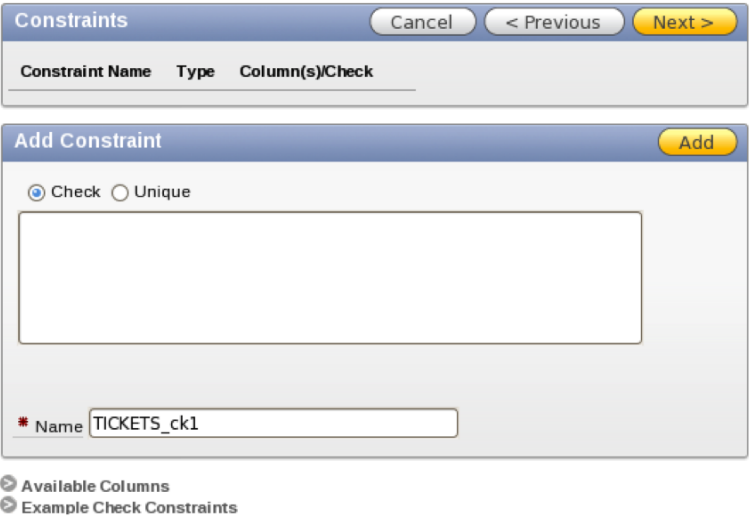 Constraints Cancel < Previous Next >
Constraint Name Type Column(s)/Check
Add Constraint Add
Check Unique
* Name TICKETS_ck1
Available Columns
Example Check Constraints